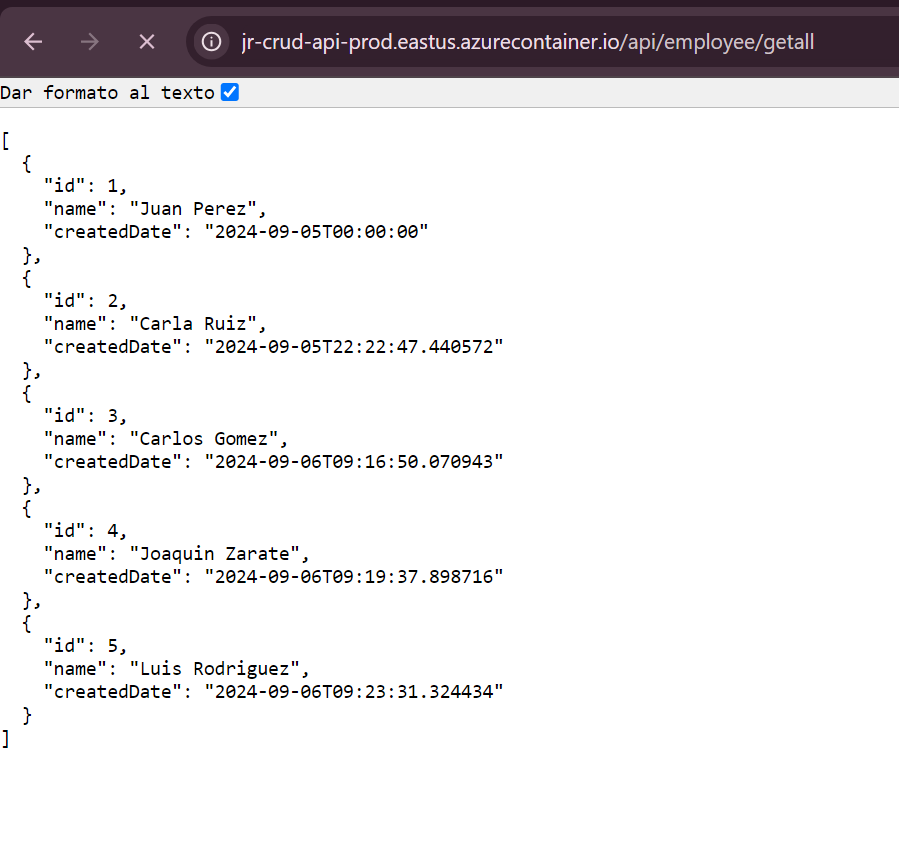 jr-crud-api-prod.eastus.azurecontainer.io/api/employee/getall
Dar formato al texto
[
  {
    "id": 1,
    "name": "Juan Perez",
    "createdDate": "2024-09-05T00:00:00"
  },
  {
    "id": 2,
    "name": "Carla Ruiz",
    "createdDate": "2024-09-05T22:22:47.440572"
  },
  {
    "id": 3,
    "name": "Carlos Gomez",
    "createdDate": "2024-09-06T09:16:50.070943"
  },
  {
    "id": 4,
    "name": "Joaquin Zarate",
    "createdDate": "2024-09-06T09:19:37.898716"
  },
  {
    "id": 5,
    "name": "Luis Rodriguez",
    "createdDate": "2024-09-06T09:23:31.324434"
  }
]